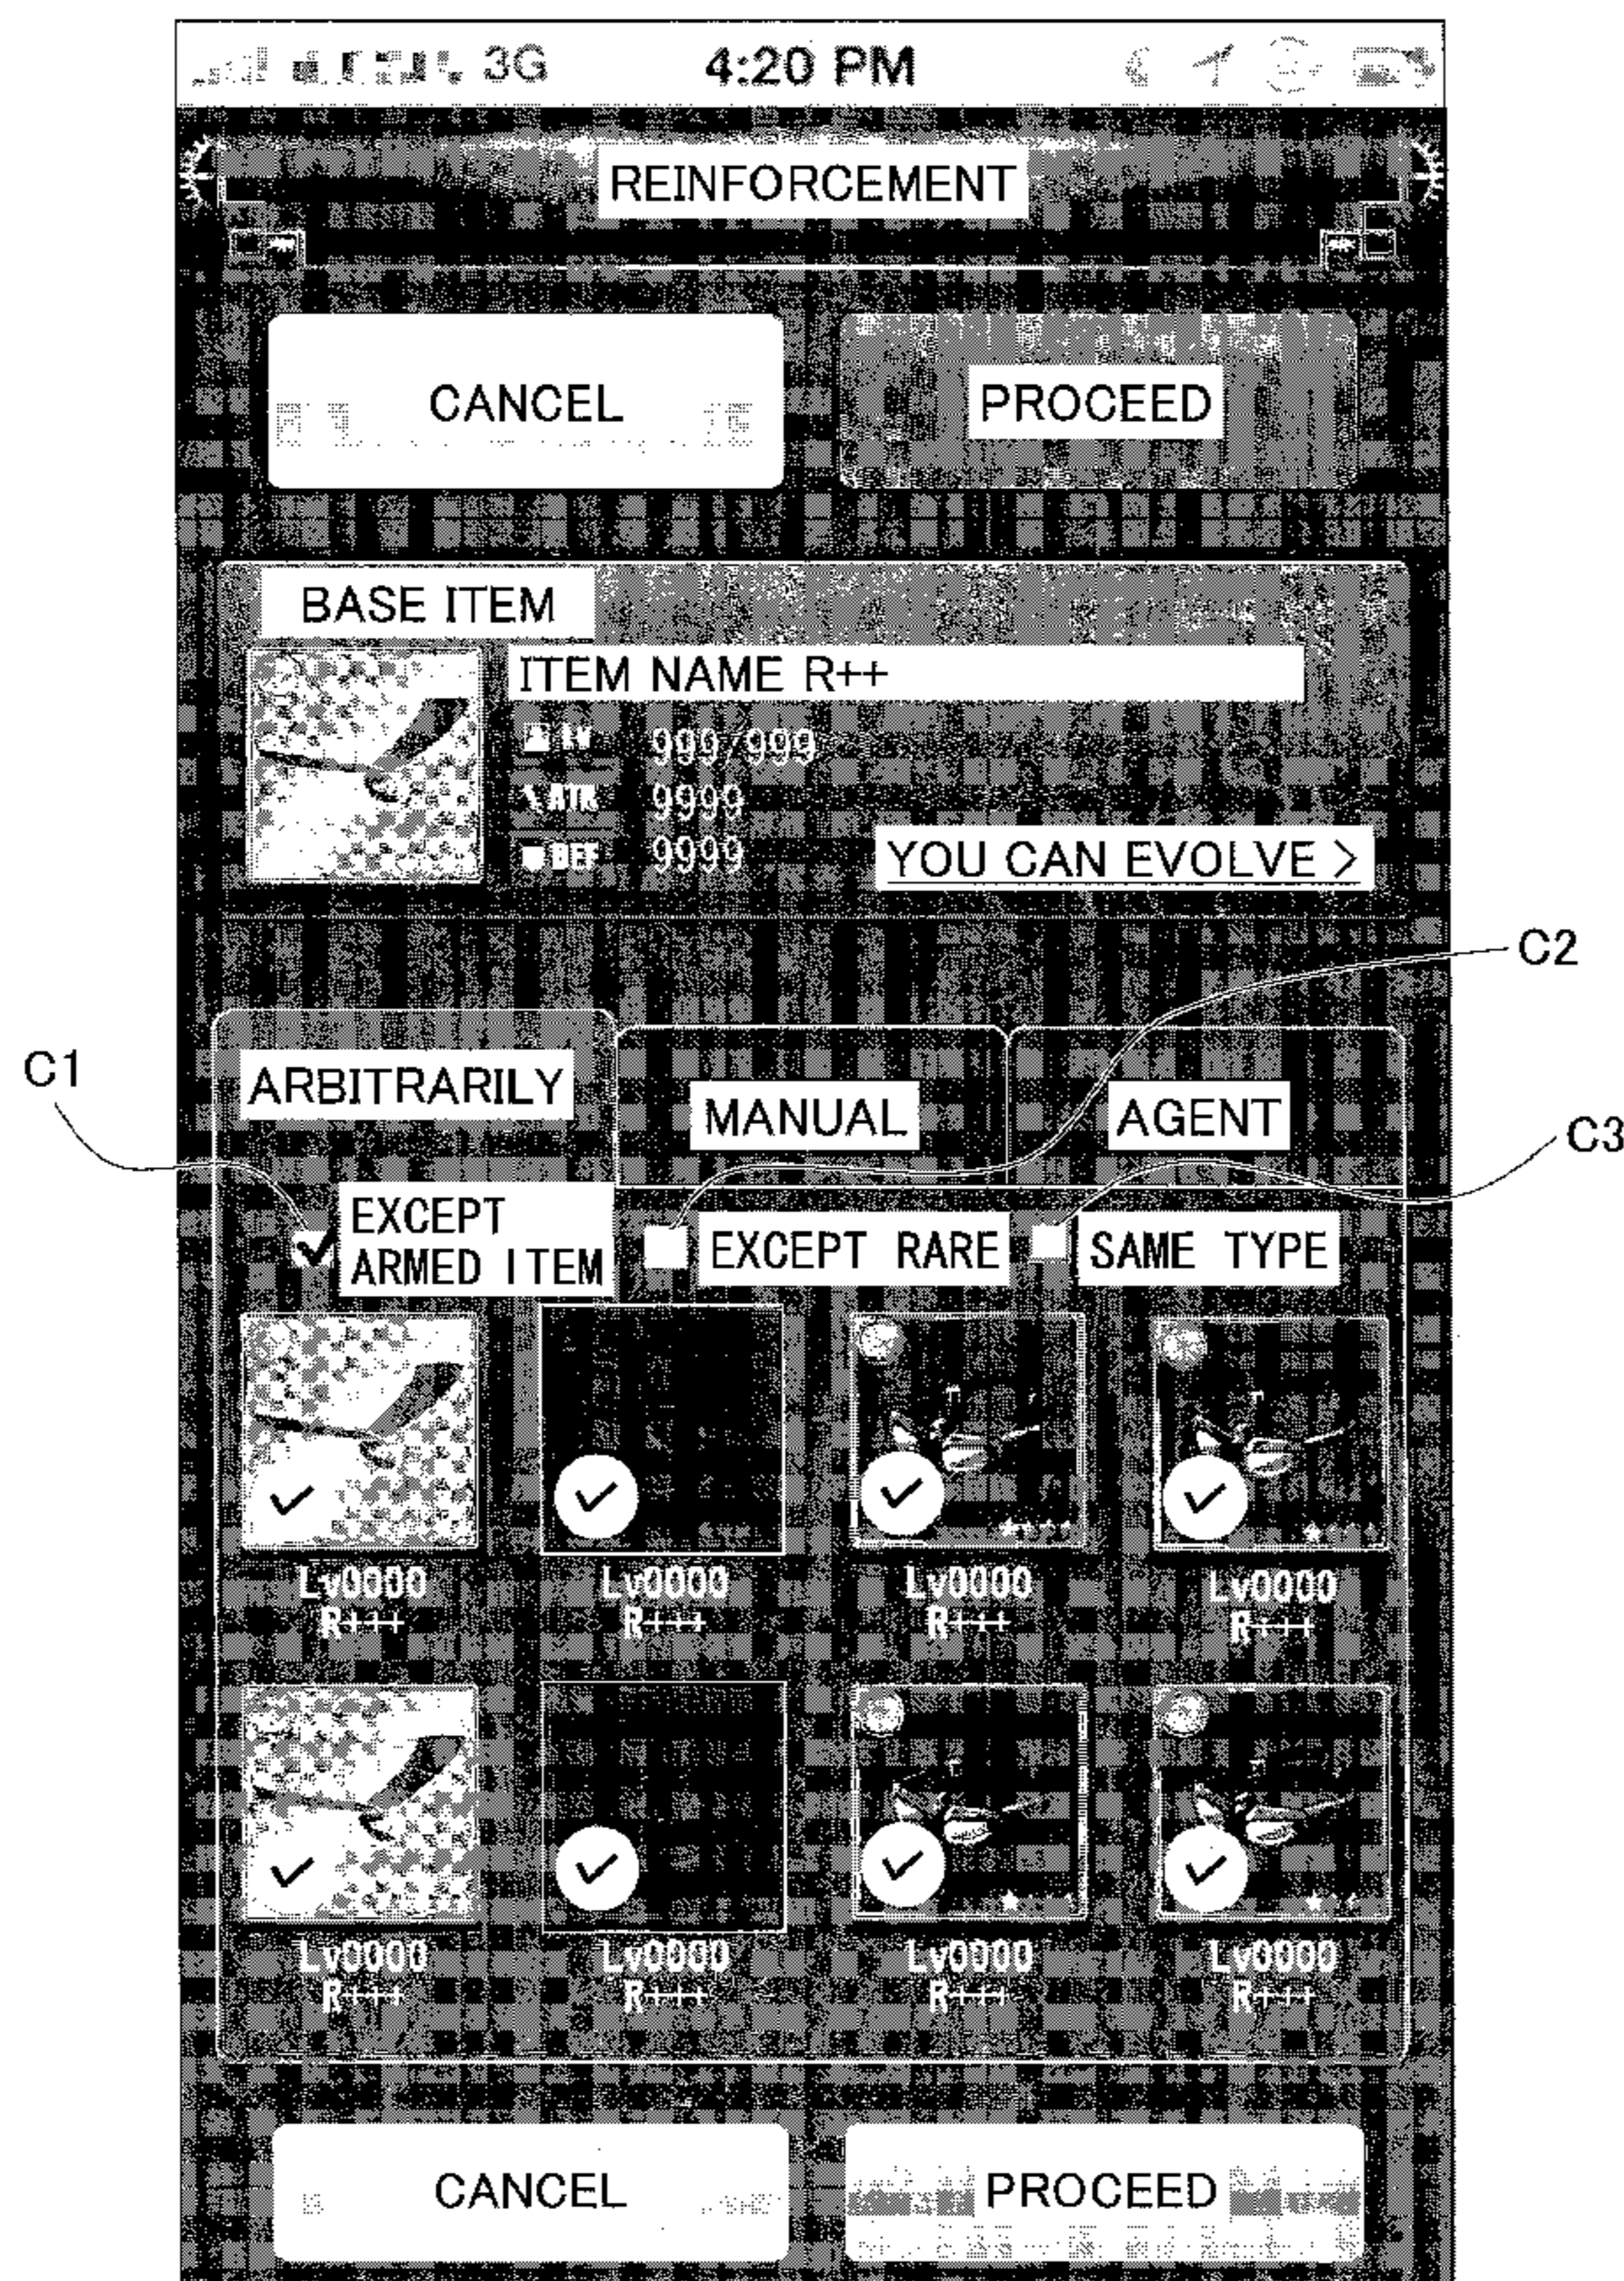 3G 4:20 PM
REINFORCEMENT
CANCEL PROCEED
BASE ITEM
ITEM NAME R++
LV 999/999
ATK 9999
DEF 9999
YOU CAN EVOLVE >
C2
C1
ARBITRARILY MANUAL AGENT
C3
EXCEPT
ARMED ITEM
EXCEPT RARE
SAME TYPE
Lv0000 Lv0000 Lv0000 Lv0000
R+++ R+++ R+++ R+++
Lv0000 Lv0000 Lv0000 Lv0000
R+++ R+++ R+++ R+++
CANCEL PROCEED